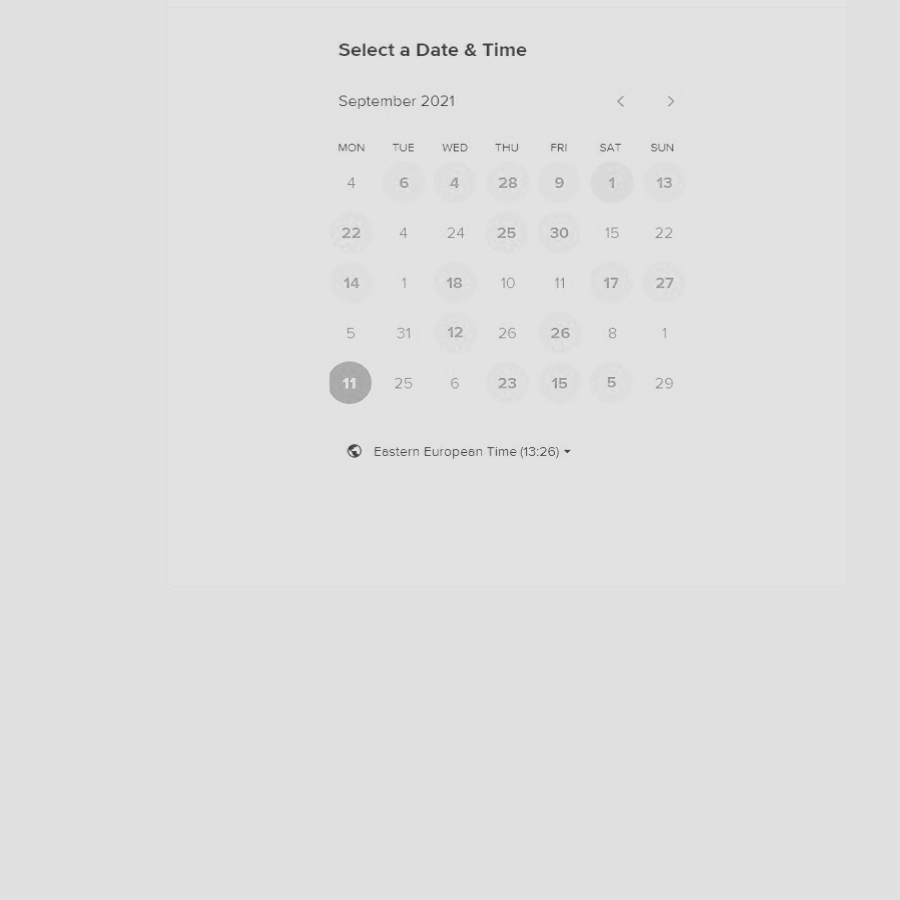 Select a Date & Time
September 2021
MON TUE WED THU FRI SAT SUN
4 6 4 28 9 1 13
22 4 24 25 30 15 22
14 1 18 10 11 17 27
5 31 12 26 26 8 1
11 25 6 23 15 5 29
Eastern European Time (13:26)